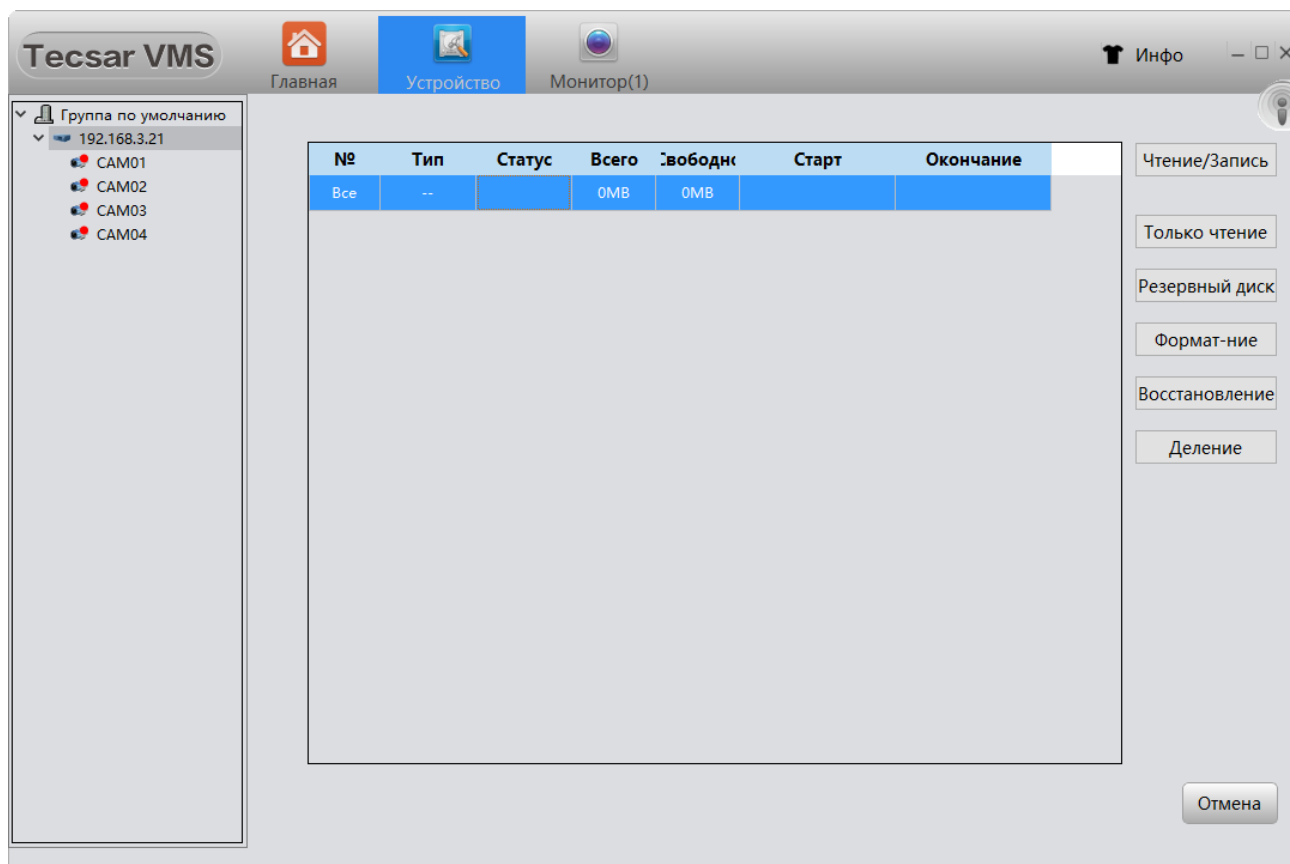 Tecsar VMS
Главная
Устройство
Монитор(1)
Инфо
Группа по умолчанию
192.168.3.21
CAM01
CAM02
CAM03
CAM04
№ Тип Статус Всего Свободно Старт Окончание
Все -- 0MB 0MB
Чтение/Запись
Только чтение
Резервный диск
Формат-ние
Восстановление
Деление
Отмена